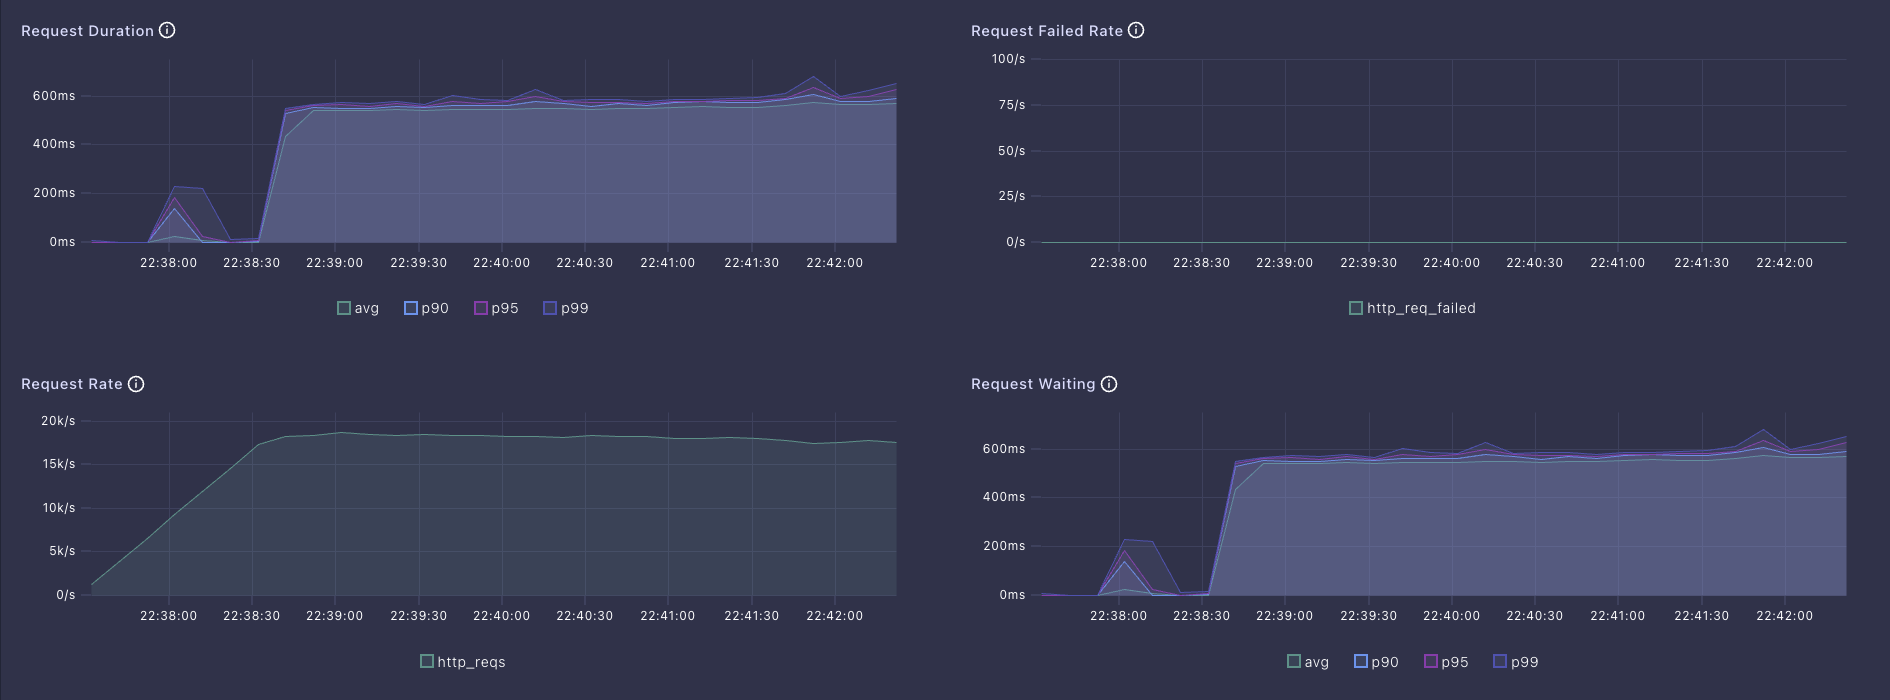 Request Duration
600ms
400ms
200ms
0ms
22:38:00 22:38:30 22:39:00 22:39:30 22:40:00 22:40:30 22:41:00 22:41:30 22:42:00
avg p90 p95 p99
Request Failed Rate
100/s
75/s
50/s
25/s
0/s
22:38:00 22:38:30 22:39:00 22:39:30 22:40:00 22:40:30 22:41:00 22:41:30 22:42:00
http_req_failed
Request Rate
20k/s
15k/s
10k/s
5k/s
0/s
22:38:00 22:38:30 22:39:00 22:39:30 22:40:00 22:40:30 22:41:00 22:41:30 22:42:00
http_reqs
Request Waiting
600ms
400ms
200ms
0ms
22:38:00 22:38:30 22:39:00 22:39:30 22:40:00 22:40:30 22:41:00 22:41:30 22:42:00
avg p90 p95 p99